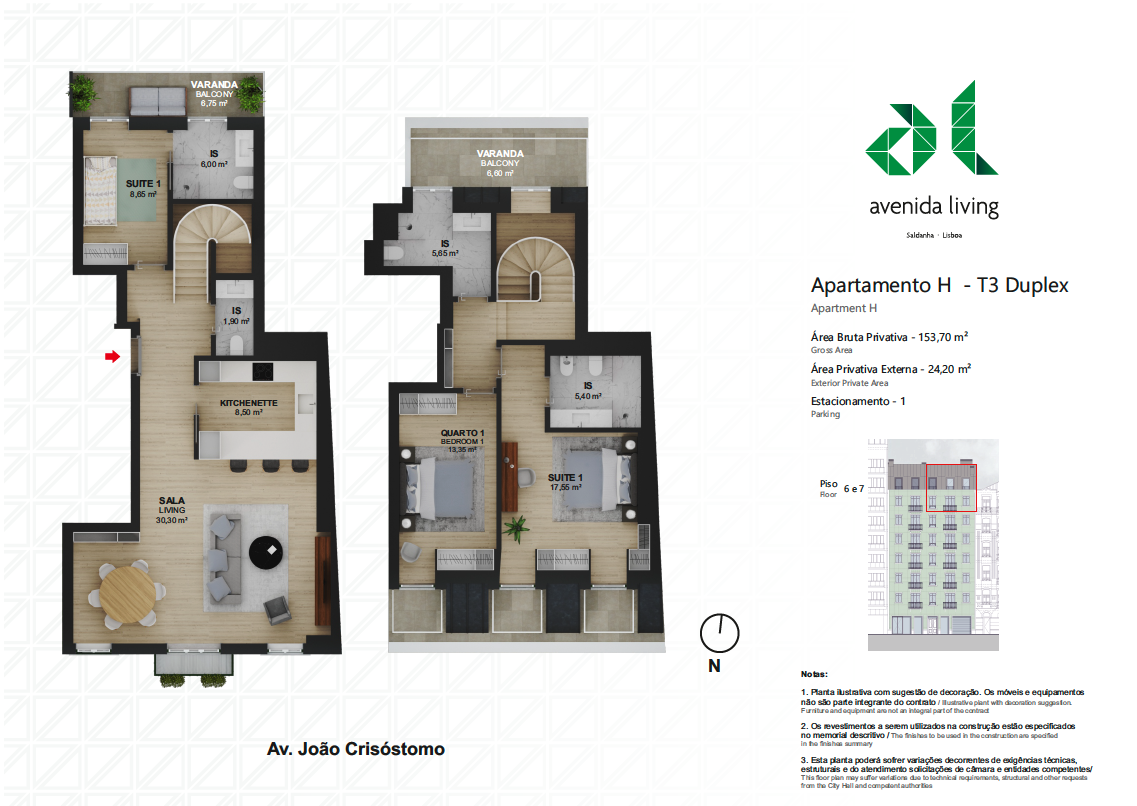 VARANDA
BALCONY
6,75 m²
IS
6,00 m²
SUITE 1
8,65 m²
IS
1,90 m²
KITCHENETTE
8,50 m²
SALA
LIVING
30,30 m²
VARANDA
BALCONY
6,60 m²
IS
5,65 m²
IS
5,40 m²
QUARTO 1
BEDROOM 1
13,35 m²
SUITE 1
17,55 m²
N
Av. João Crisóstomo
al
avenida living
Saldanha · Lisboa
Apartamento H - T3 Duplex
Apartment H
Área Bruta Privativa - 153,70 m²
Gross Area
Área Privativa Externa - 24,20 m²
Exterior Private Area
Estacionamento - 1
Parking
Piso 6 e 7
Floor
Notas:
1. Planta ilustrativa com sugestão de decoração. Os móveis e equipamentos
não são parte integrante do contrato / Illustrative plant with decoration suggestion.
Furniture and equipment are not an integral part of the contract
2. Os revestimentos a serem utilizados na construção estão especificados
no memorial descritivo / The finishes to be used in the construction are specified
in the finishes summary
3. Esta planta poderá sofrer variações decorrentes de exigências técnicas,
estruturais e do atendimento solicitações de câmara e entidades competentes/
This floor plan may suffer variations due to technical requirements, structural and other requests
from the City Hall and competent authorities